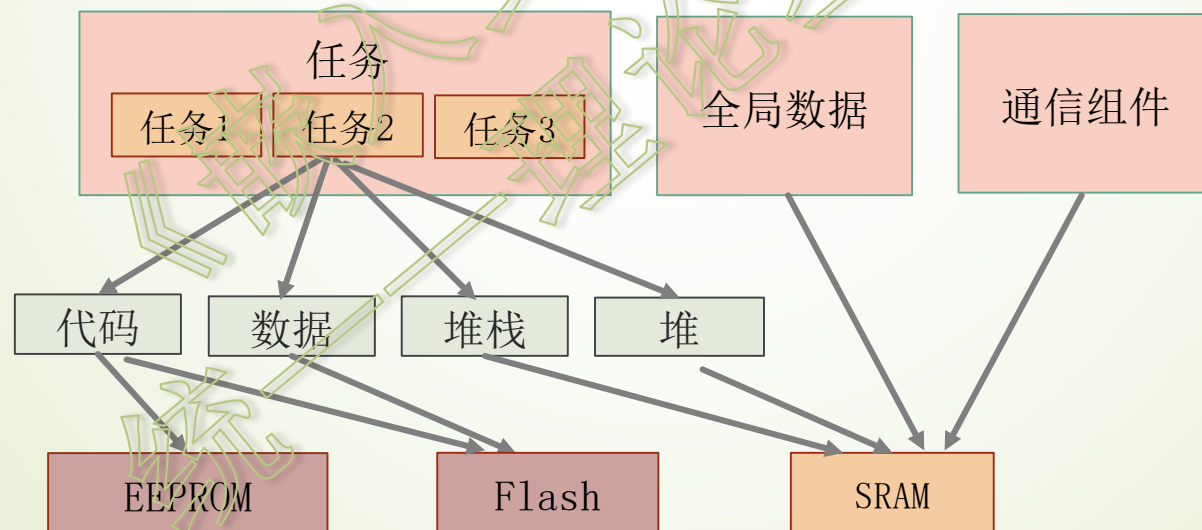 任务
任务1 任务2 任务3
全局数据
通信组件
代码 数据 堆栈 堆
EEPROM Flash SRAM